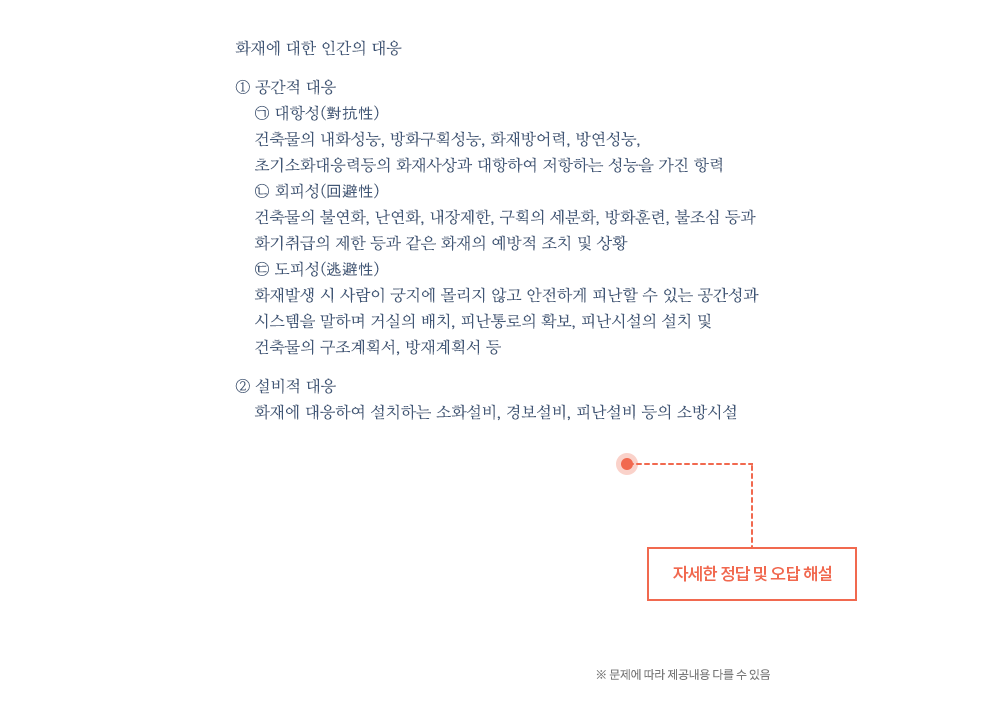 화재에 대한 인간의 대응
① 공간적 대응
㉠ 대항성(對抗性)
건축물의 내화성능, 방화구획성능, 화재방어력, 방연성능,
초기소화대응력등의 화재사상과 대항하여 저항하는 성능을 가진 항력
㉡ 회피성(回避性)
건축물의 불연화, 난연화, 내장제한, 구획의 세분화, 방화훈련, 불조심 등과
화기취급의 제한 등과 같은 화재의 예방적 조치 및 상황
㉢ 도피성(逃避性)
화재발생 시 사람이 궁지에 몰리지 않고 안전하게 피난할 수 있는 공간성과
시스템을 말하며 거실의 배치, 피난통로의 확보, 피난시설의 설치 및
건축물의 구조계획서, 방재계획서 등
② 설비적 대응
화재에 대응하여 설치하는 소화설비, 경보설비, 피난설비 등의 소방시설
자세한 정답 및 오답 해설
※ 문제에 따라 제공내용 다를 수 있음